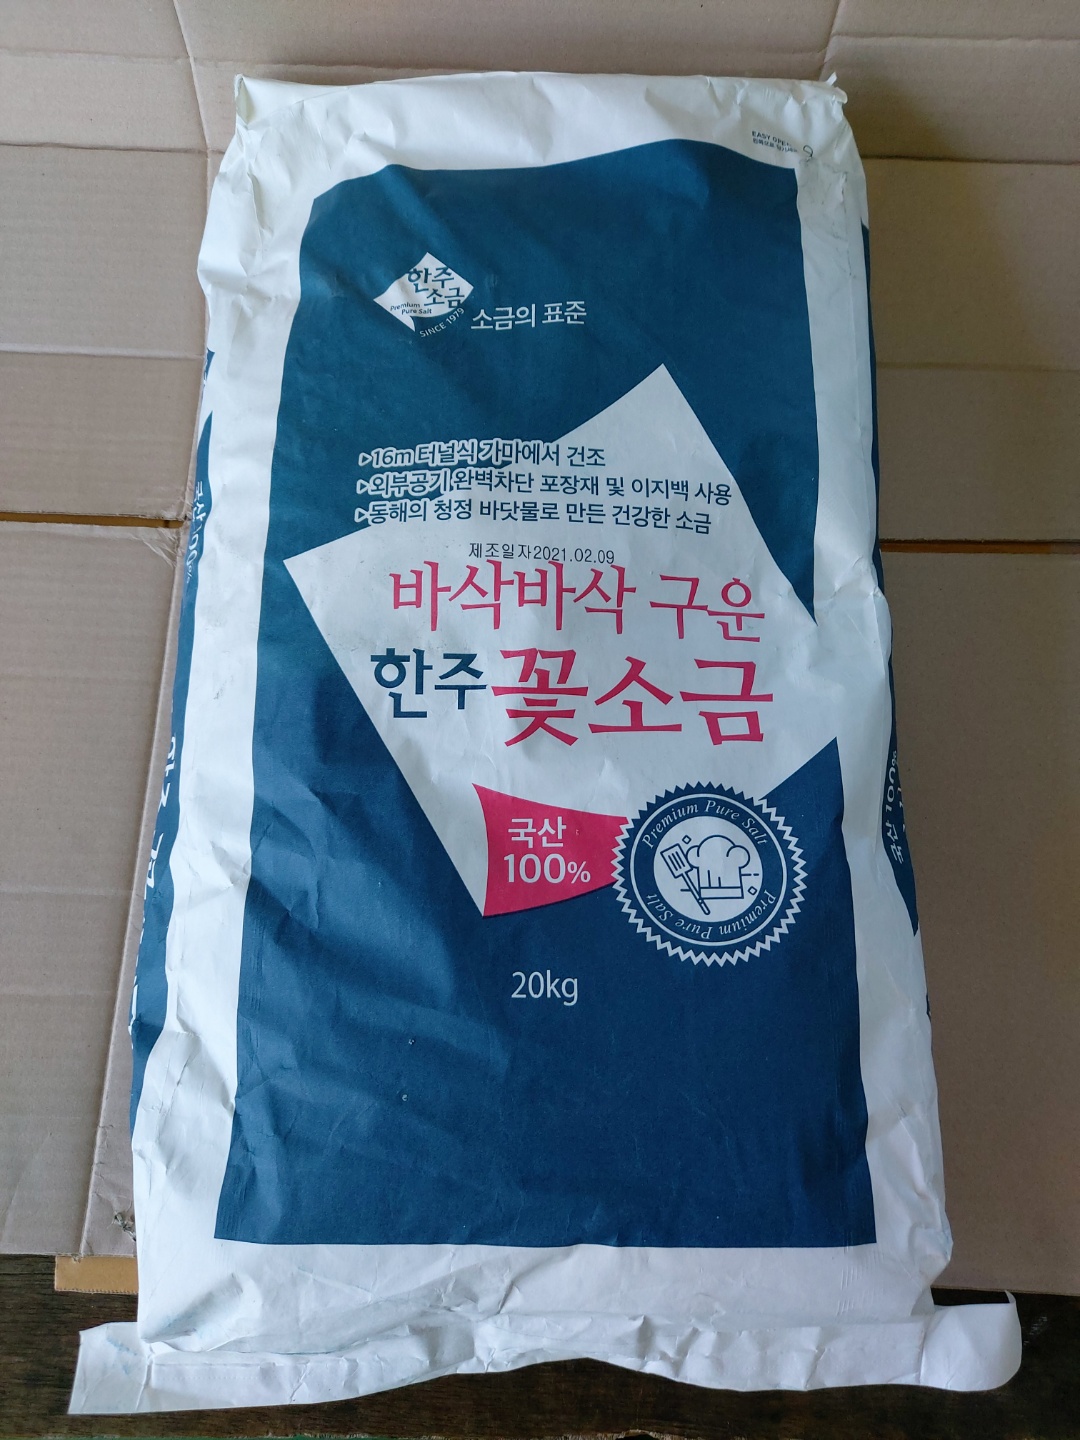 EASY OPEN
한주
소금
Premium
Pure Salt
SINCE 1979
소금의 표준
▷16m 터널식 가마에서 건조
▷외부공기 완벽차단 포장재 및 이지백 사용
▷동해의 청정 바닷물로 만든 건강한 소금
제조일자2021.02.09
바삭바삭 구운
한주꽃소금
국산
100%
Premium Pure Salt
Premium Pure Salt
20kg
국산 100%